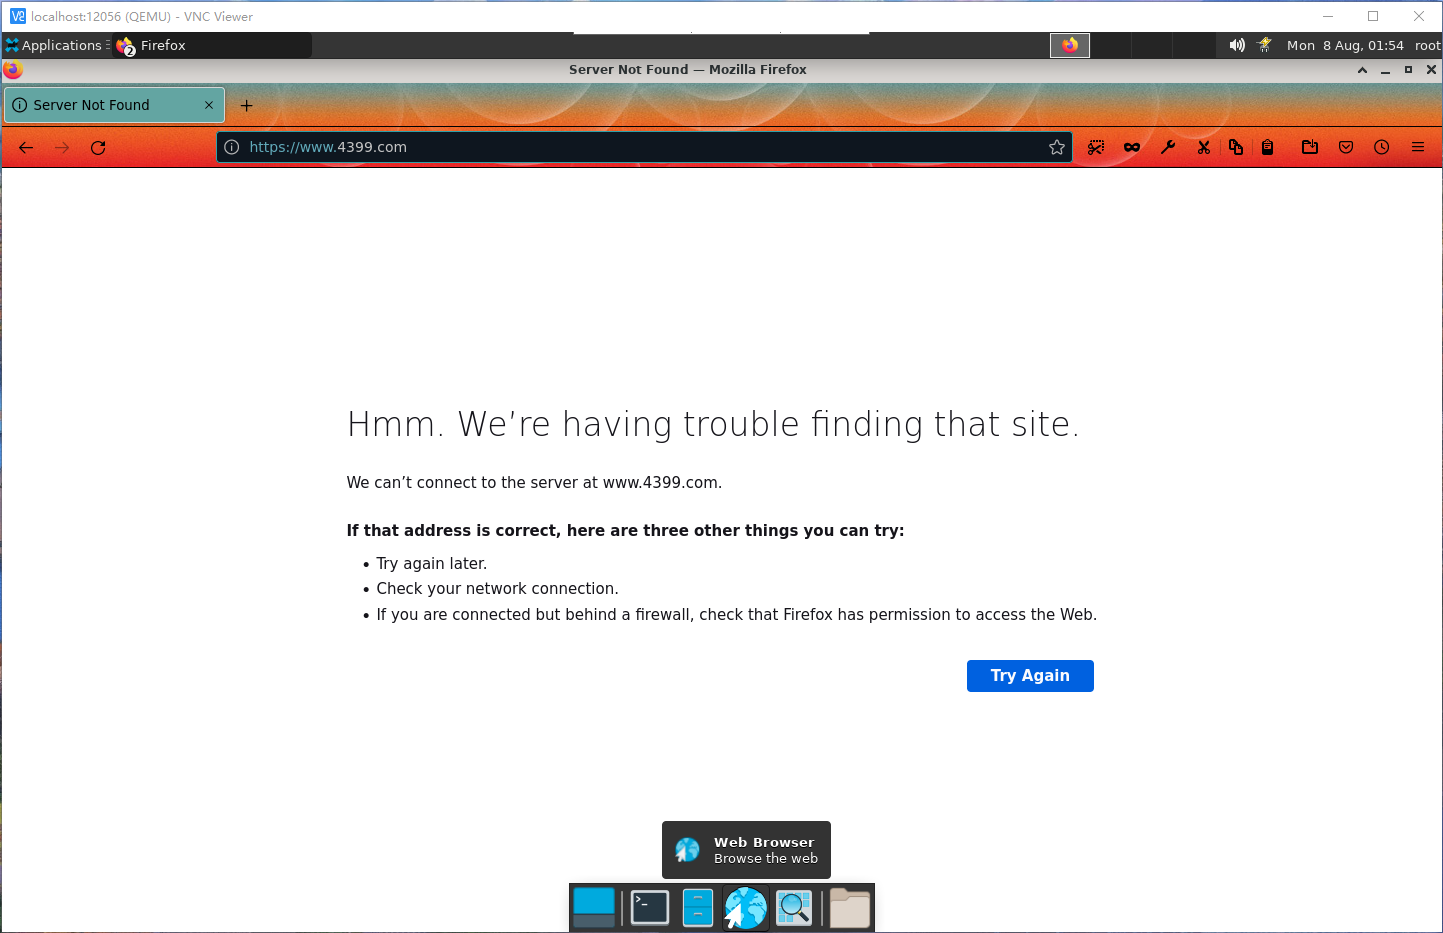 localhost:12056 (QEMU) - VNC Viewer
Applications
2
Firefox
Mon 8 Aug, 01:54 root
Server Not Found — Mozilla Firefox
Server Not Found
https://www.4399.com
Hmm. We're having trouble finding that site.
We can’t connect to the server at www.4399.com.
If that address is correct, here are three other things you can try:
• Try again later.
• Check your network connection.
• If you are connected but behind a firewall, check that Firefox has permission to access the Web.
Try Again
Web Browser
Browse the web